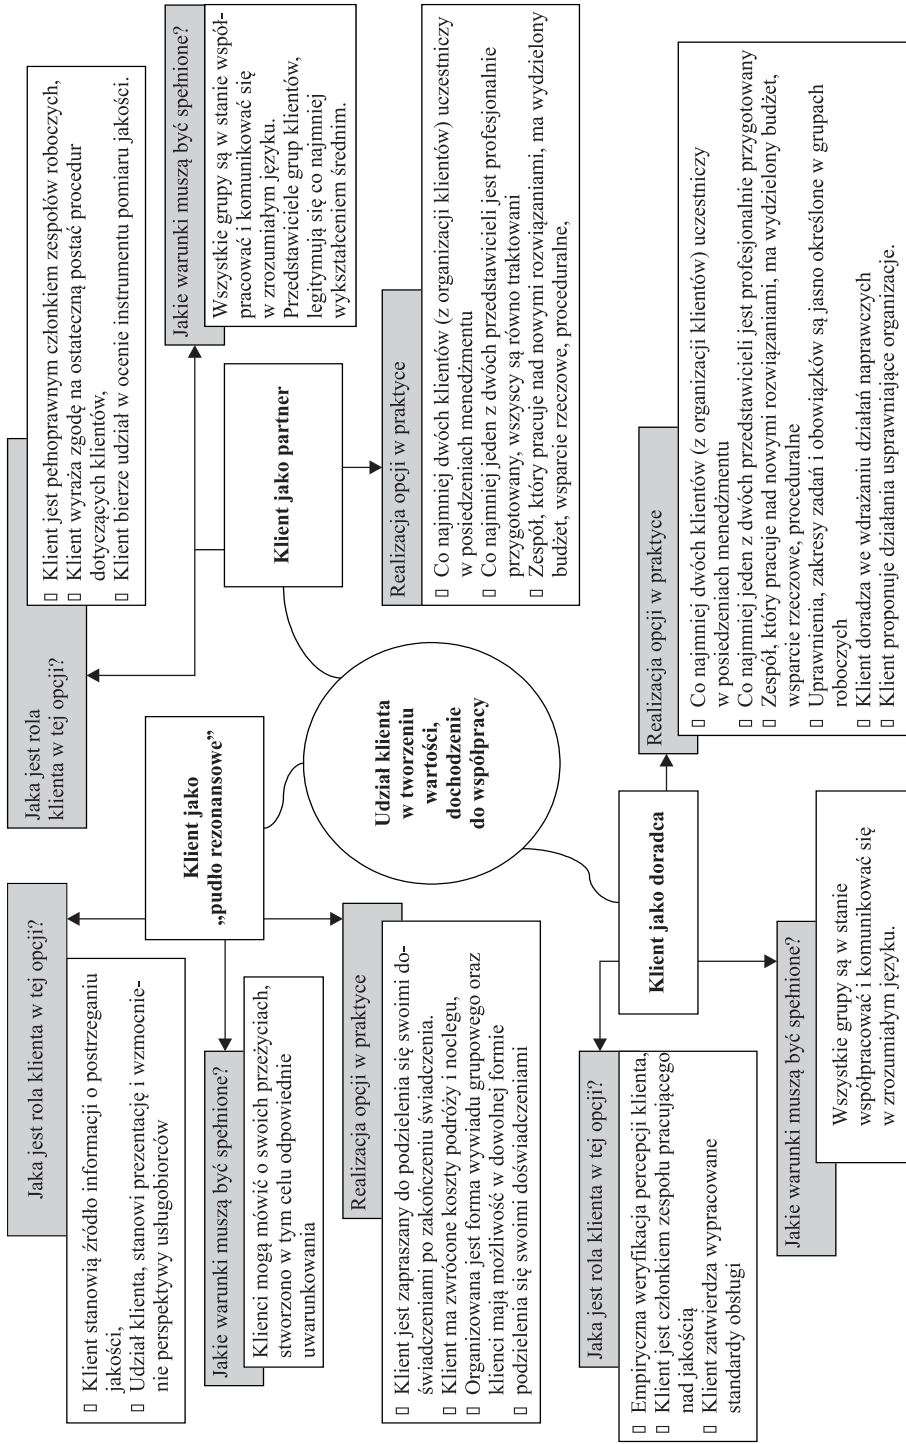 Jaka jest rola klienta w tej opcji?
▯ Klient stanowią źródło informacji o postrzeganiu
jakości,
▯ Udział klienta, stanowi prezentację i wzmocnie-
nie perspektywy usługobiorców
Klient jako
„pudło rezonansowe”
Jakie warunki muszą być spełnione?
Klienci mogą mówić o swoich przeżyciach,
stworzono w tym celu odpowiednie
uwarunkowania
Realizacja opcji w praktyce
▯ Klient jest zapraszany do podzielenia się swoimi do-
świadczeniami po zakończeniu świadczenia.
▯ Klient ma zwrócone koszty podróży i noclegu,
▯ Organizowana jest forma wywiadu grupowego oraz
klienci mają możliwość w dowolnej formie
▯ podzielenia się swoimi doświadczeniami
Jaka jest rola
klienta w tej opcji?
▯ Klient jest pełnoprawnym członkiem zespołów roboczych,
▯ Klient wyraża zgodę na ostateczną postać procedur
dotyczących klientów,
▯ Klient bierze udział w ocenie instrumentu pomiaru jakości.
Jakie warunki muszą być spełnione?
Wszystkie grupy są w stanie współ-
pracować i komunikować się
w zrozumiałym języku.
Przedstawiciele grup klientów,
legitymują się co najmniej
wykształceniem średnim.
Klient jako partner
Realizacja opcji w praktyce
▯ Co najmniej dwóch klientów (z organizacji klientów) uczestniczy
w posiedzeniach menedżmentu
▯ Co najmniej jeden z dwóch przedstawicieli jest profesjonalnie
przygotowany, wszyscy są równo traktowani
▯ Zespół, który pracuje nad nowymi rozwiązaniami, ma wydzielony
budżet, wsparcie rzeczowe, proceduralne,
Udział klienta
w tworzeniu
wartości,
dochodzenie
do współpracy
Klient jako doradca
Jaka jest rola klienta w tej opcji?
▯ Empiryczna weryfikacja percepcji klienta,
▯ Klient jest członkiem zespołu pracującego
nad jakością
▯ Klient zatwierdza wypracowane
standardy obsługi
Jakie warunki muszą być spełnione?
Wszystkie grupy są w stanie
współpracować i komunikować się
w zrozumiałym języku.
Realizacja opcji w praktyce
▯ Co najmniej dwóch klientów (z organizacji klientów) uczestniczy
w posiedzeniach menedżmentu
▯ Co najmniej jeden z dwóch przedstawicieli jest profesjonalnie przygotowany
▯ Zespół, który pracuje nad nowymi rozwiązaniami, ma wydzielony budżet,
wsparcie rzeczowe, proceduralne
▯ Uprawnienia, zakresy zadań i obowiązków są jasno określone w grupach
roboczych
▯ Klient doradza we wdrażaniu działań naprawczych
▯ Klient proponuje działania usprawniające organizacje.